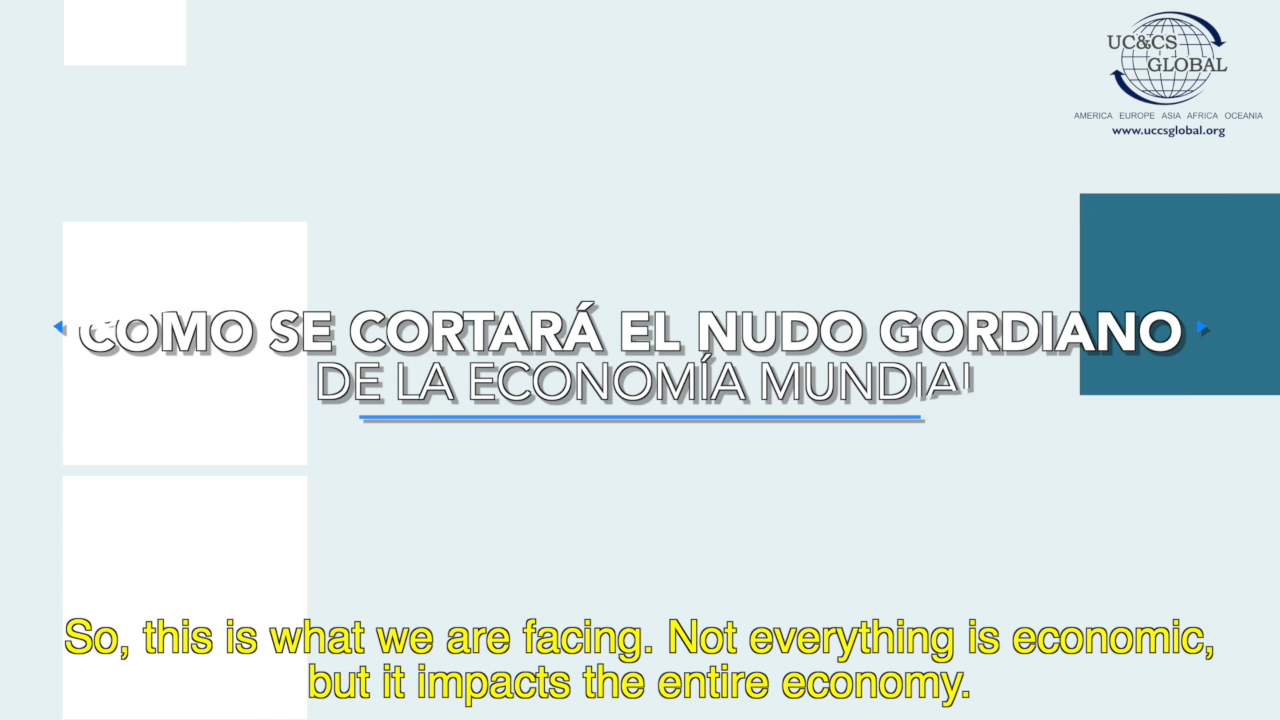 UC&CS
GLOBAL
AMERICA EUROPE ASIA AFRICA OCEANIA
www.uccsglobal.org
COMO SE CORTARÁ EL NUDO GORDIANO
DE LA ECONOMÍA MUNDIAL
So, this is what we are facing. Not everything is economic,
but it impacts the entire economy.